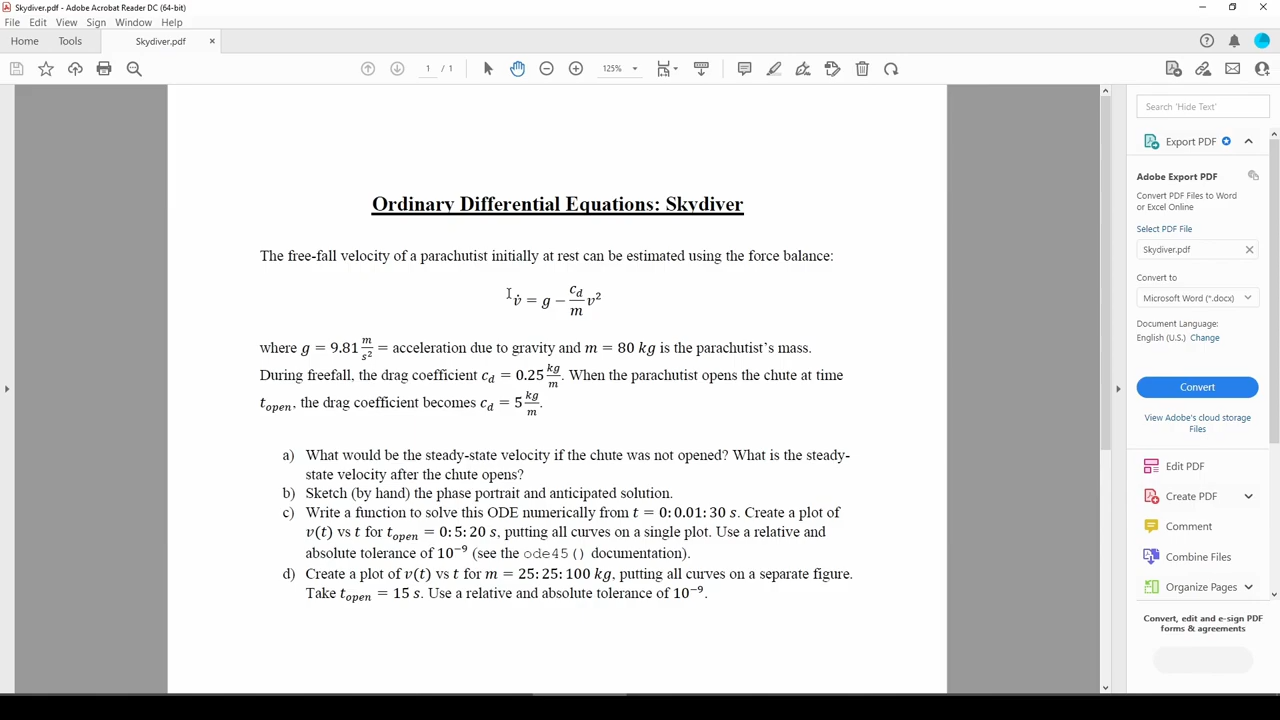 Skydiver.pdf - Adobe Acrobat Reader DC (64-bit)
File Edit View Sign Window Help
Home Tools Skydiver.pdf ×
1 / 1 125%
Ordinary Differential Equations: Skydiver
The free-fall velocity of a parachutist initially at rest can be estimated using the force balance:
v̇ = g − (c_d/m) v²
where g = 9.81 m/s² = acceleration due to gravity and m = 80 kg is the parachutist's mass.
During freefall, the drag coefficient c_d = 0.25 kg/m. When the parachutist opens the chute at time
t_open, the drag coefficient becomes c_d = 5 kg/m.
a) What would be the steady-state velocity if the chute was not opened? What is the steady-
state velocity after the chute opens?
b) Sketch (by hand) the phase portrait and anticipated solution.
c) Write a function to solve this ODE numerically from t = 0: 0.01: 30 s. Create a plot of
v(t) vs t for t_open = 0: 5: 20 s, putting all curves on a single plot. Use a relative and
absolute tolerance of 10⁻⁹ (see the ode45() documentation).
d) Create a plot of v(t) vs t for m = 25: 25: 100 kg, putting all curves on a separate figure.
Take t_open = 15 s. Use a relative and absolute tolerance of 10⁻⁹.
Search 'Hide Text'
Export PDF
Adobe Export PDF
Convert PDF Files to Word
or Excel Online
Select PDF File
Skydiver.pdf
Convert to
Microsoft Word (*.docx)
Document Language:
English (U.S.) Change
Convert
View Adobe's cloud storage
Files
Edit PDF
Create PDF
Comment
Combine Files
Organize Pages
Convert, edit and e-sign PDF
forms & agreements